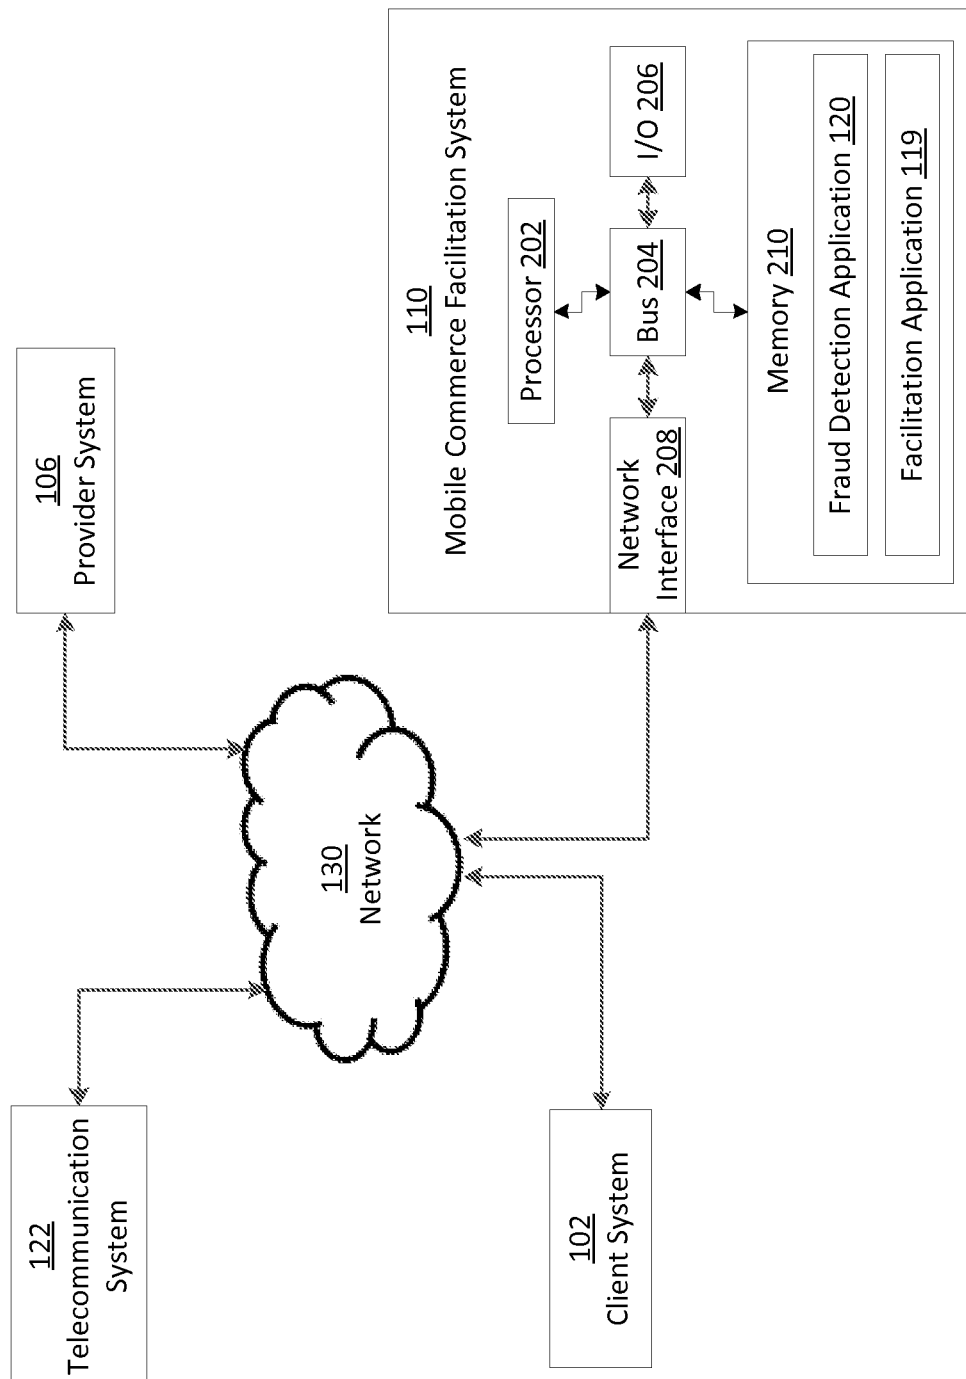 122
Telecommunication
System
106
Provider System
130
Network
102
Client System
110
Mobile Commerce Facilitation System
Processor 202
Network
Interface 208
Bus 204
I/O 206
Memory 210
Fraud Detection Application 120
Facilitation Application 119